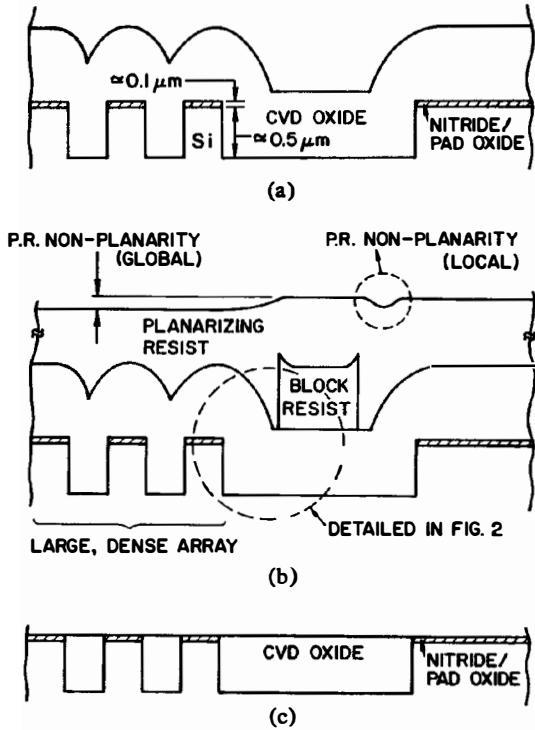 ≃0.1 μm
CVD OXIDE
Si
≃0.5 μm
NITRIDE/
PAD OXIDE
(a)
P.R. NON-PLANARITY
(GLOBAL)
P.R. NON-PLANARITY
(LOCAL)
PLANARIZING
RESIST
BLOCK
RESIST
LARGE, DENSE ARRAY
DETAILED IN FIG. 2
(b)
CVD OXIDE
NITRIDE/
PAD OXIDE
(c)